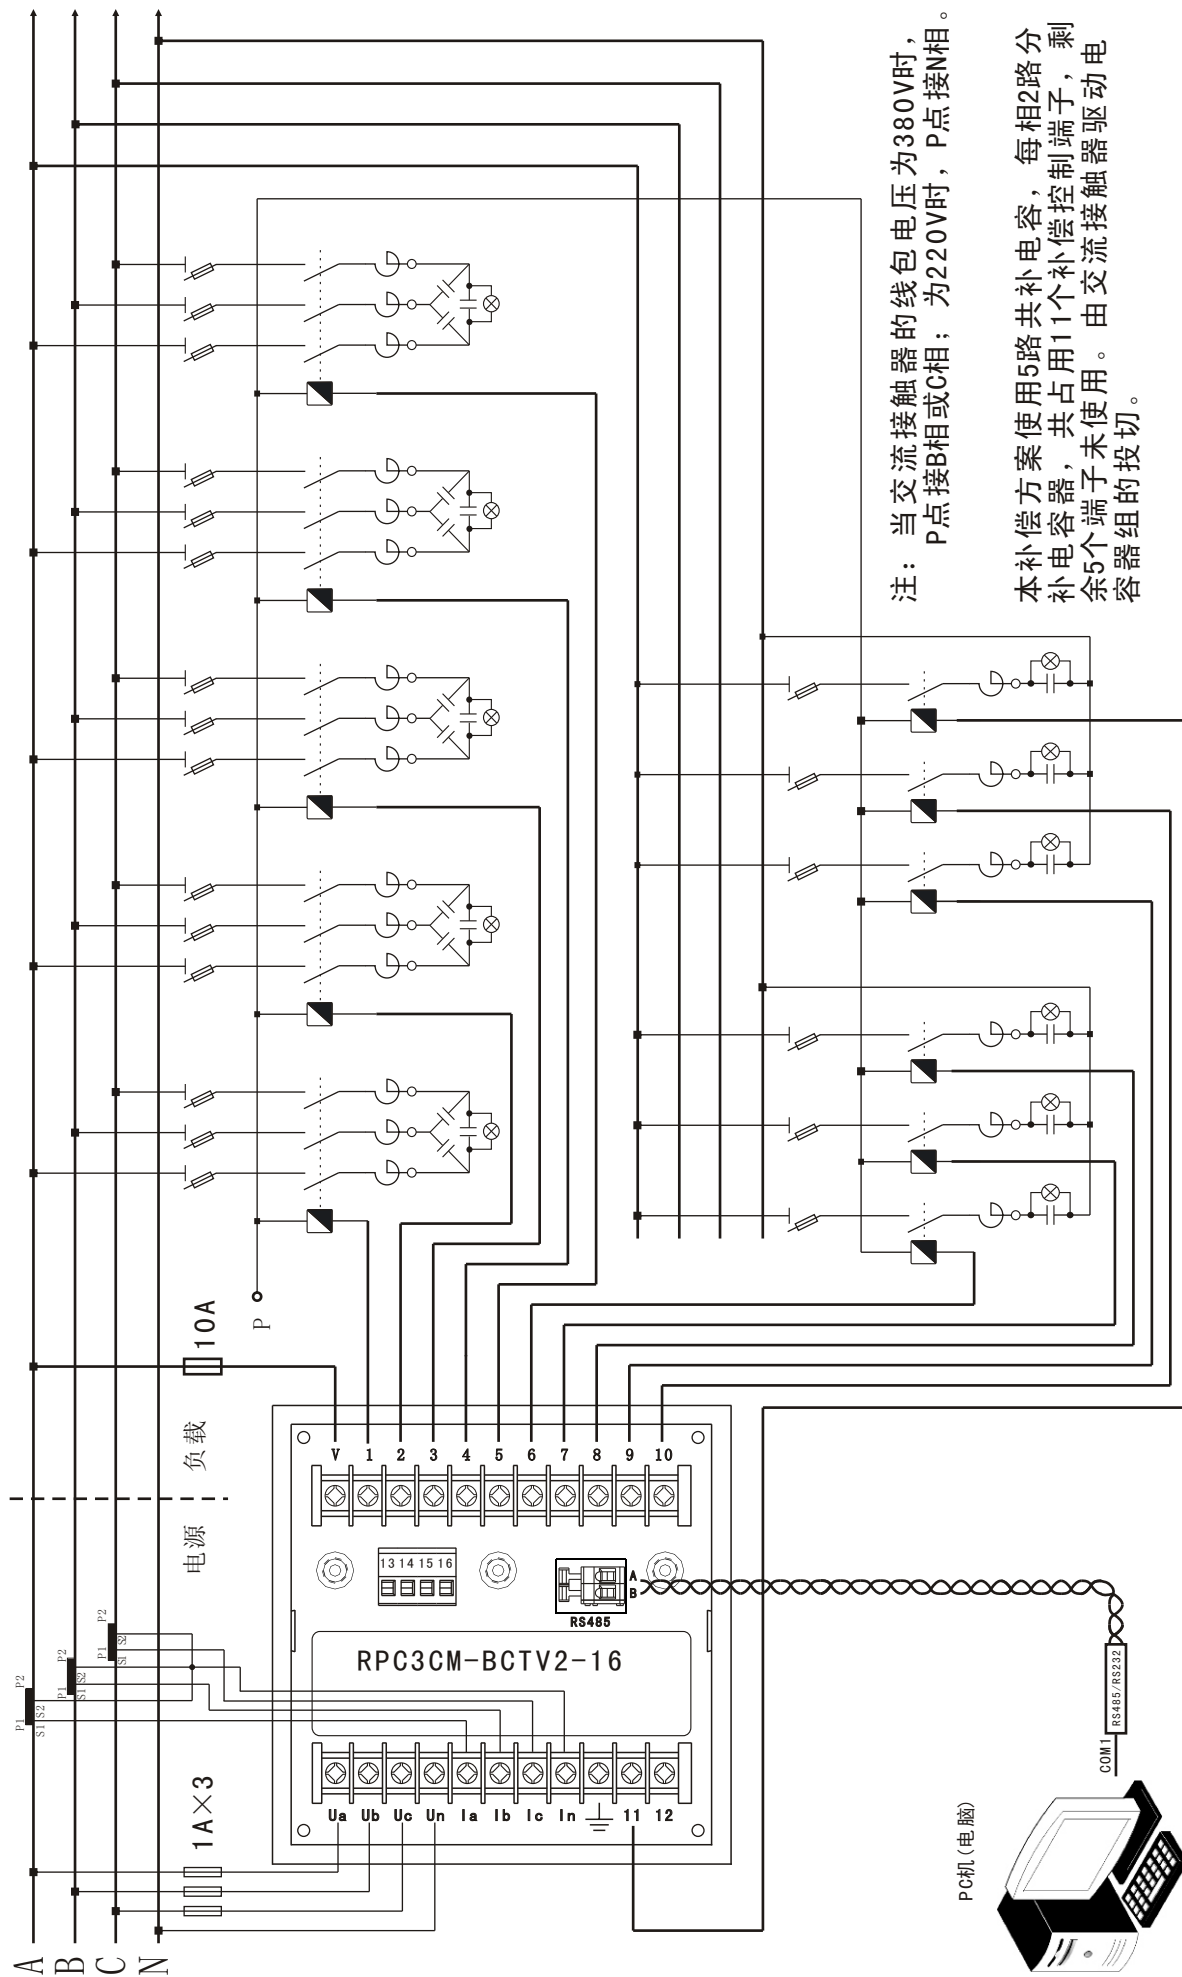 A
B
C
N
1A×3
P1
P2
S1
S2
P1
P2
S1
S2
P1
P2
S1
S2
电源
负载
10A
P
V 1 2 3 4 5 6 7 8 9 10
13 14 15 16
A
B
RS485
RPC3CM-BCTV2-16
Ua Ub Uc Un Ia Ib Ic In 11 12
COM1
RS485/RS232
PC机(电脑)
注：当交流接触器的线包电压为380V时，
P点接B相或C相；为220V时，P点接N相。
本补偿方案使用5路共补电容，每相2路分
补电容器，共占用11个补偿控制端子，剩
余5个端子未使用。由交流接触器驱动电
容器组的投切。